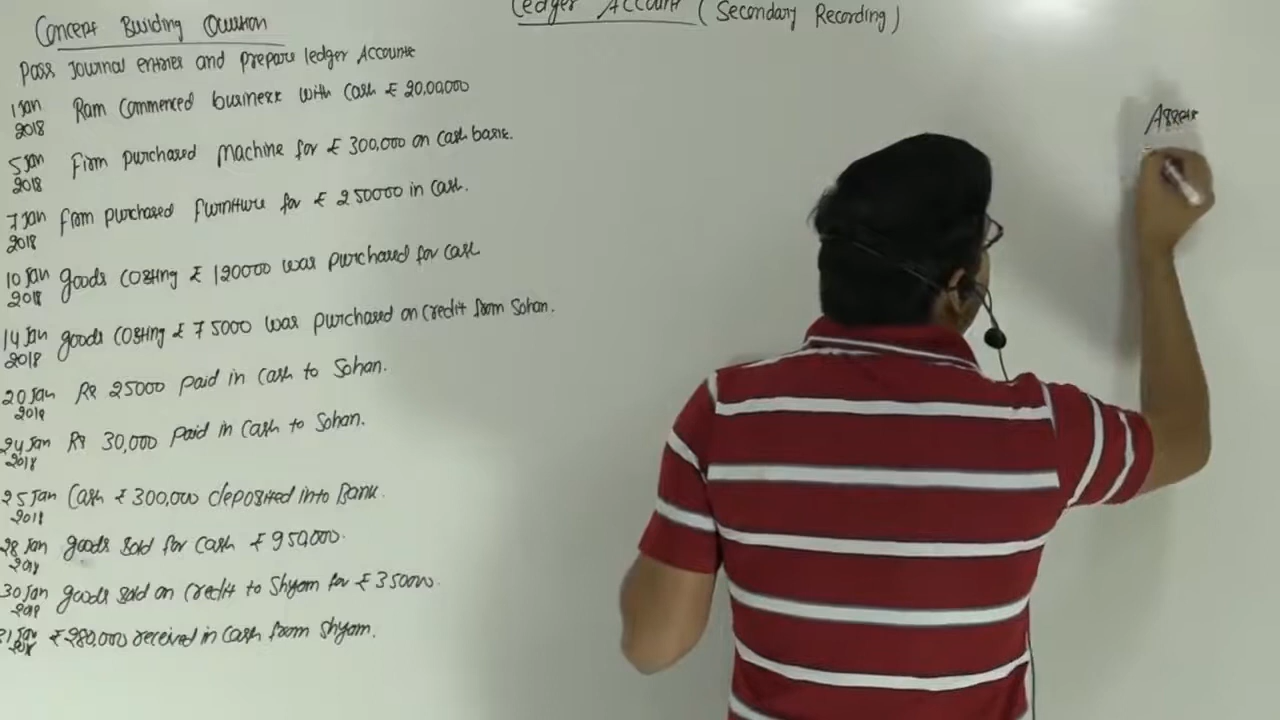 Ledger Account (Secondary Recording)
Concept Building Question
Pass Journal entries and prepare ledger Accounts
1 Jan 2018 Ram Commenced business with Cash ₹ 20,00,000
5 Jan 2018 Firm purchased Machine for ₹ 300,000 on cash basis.
7 Jan 2018 firm purchased furniture for ₹ 250000 in Cash.
10 Jan 2018 goods costing ₹ 120000 was purchased for cash
14 Jan 2018 goods costing ₹ 75000 was purchased on credit from Sohan.
20 Jan 2018 Rs 25000 paid in cash to Sohan.
24 Jan 2018 Rs 30,000 paid in cash to Sohan.
25 Jan 2018 Cash ₹ 300,000 deposited into Bank.
28 Jan 2018 goods sold for cash ₹ 950,000.
30 Jan 2018 goods sold on credit to Shyam for ₹ 35000.
31 Jan 2018 ₹ 280,000 received in cash from Shyam.
Assets